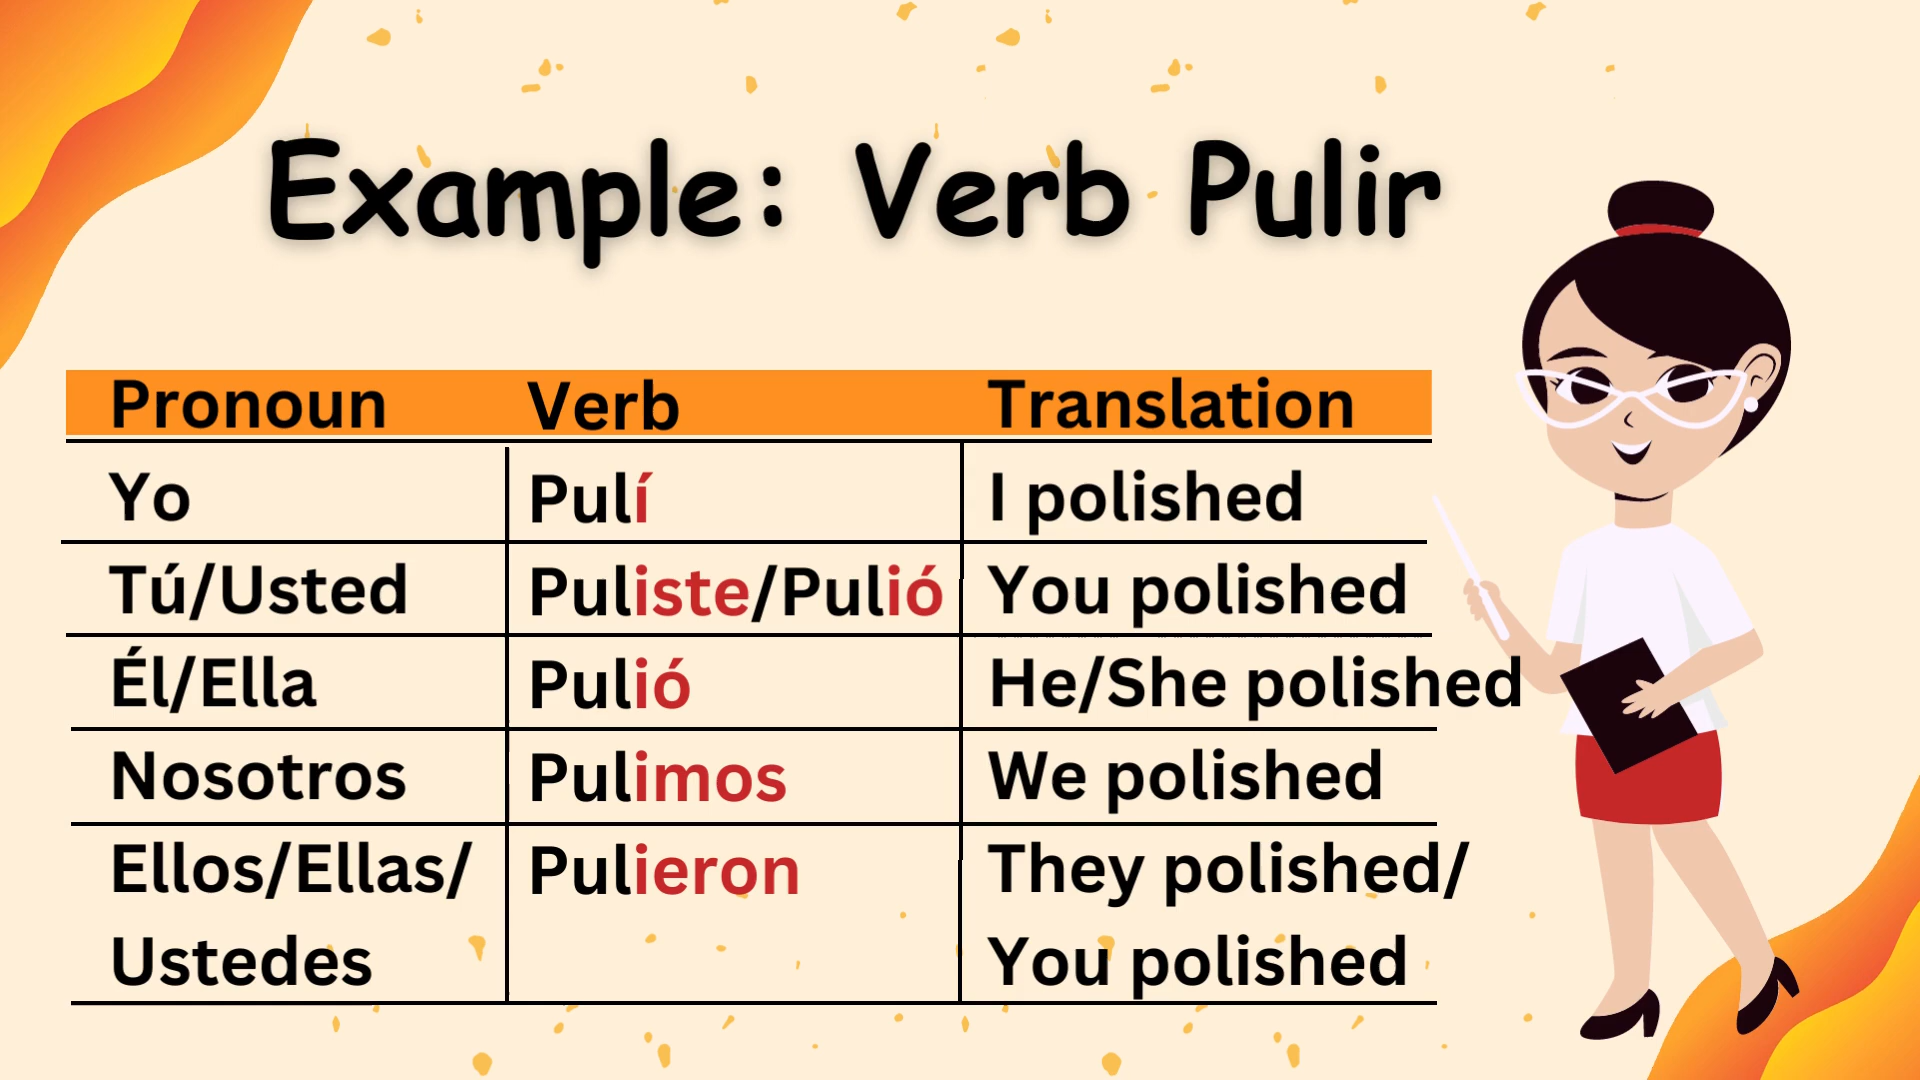 Example: Verb Pulir
Pronoun Verb Translation
Yo Pulí I polished
Tú/Usted Puliste/Pulió You polished
Él/Ella Pulió He/She polished
Nosotros Pulimos We polished
Ellos/Ellas/ Pulieron They polished/
Ustedes You polished